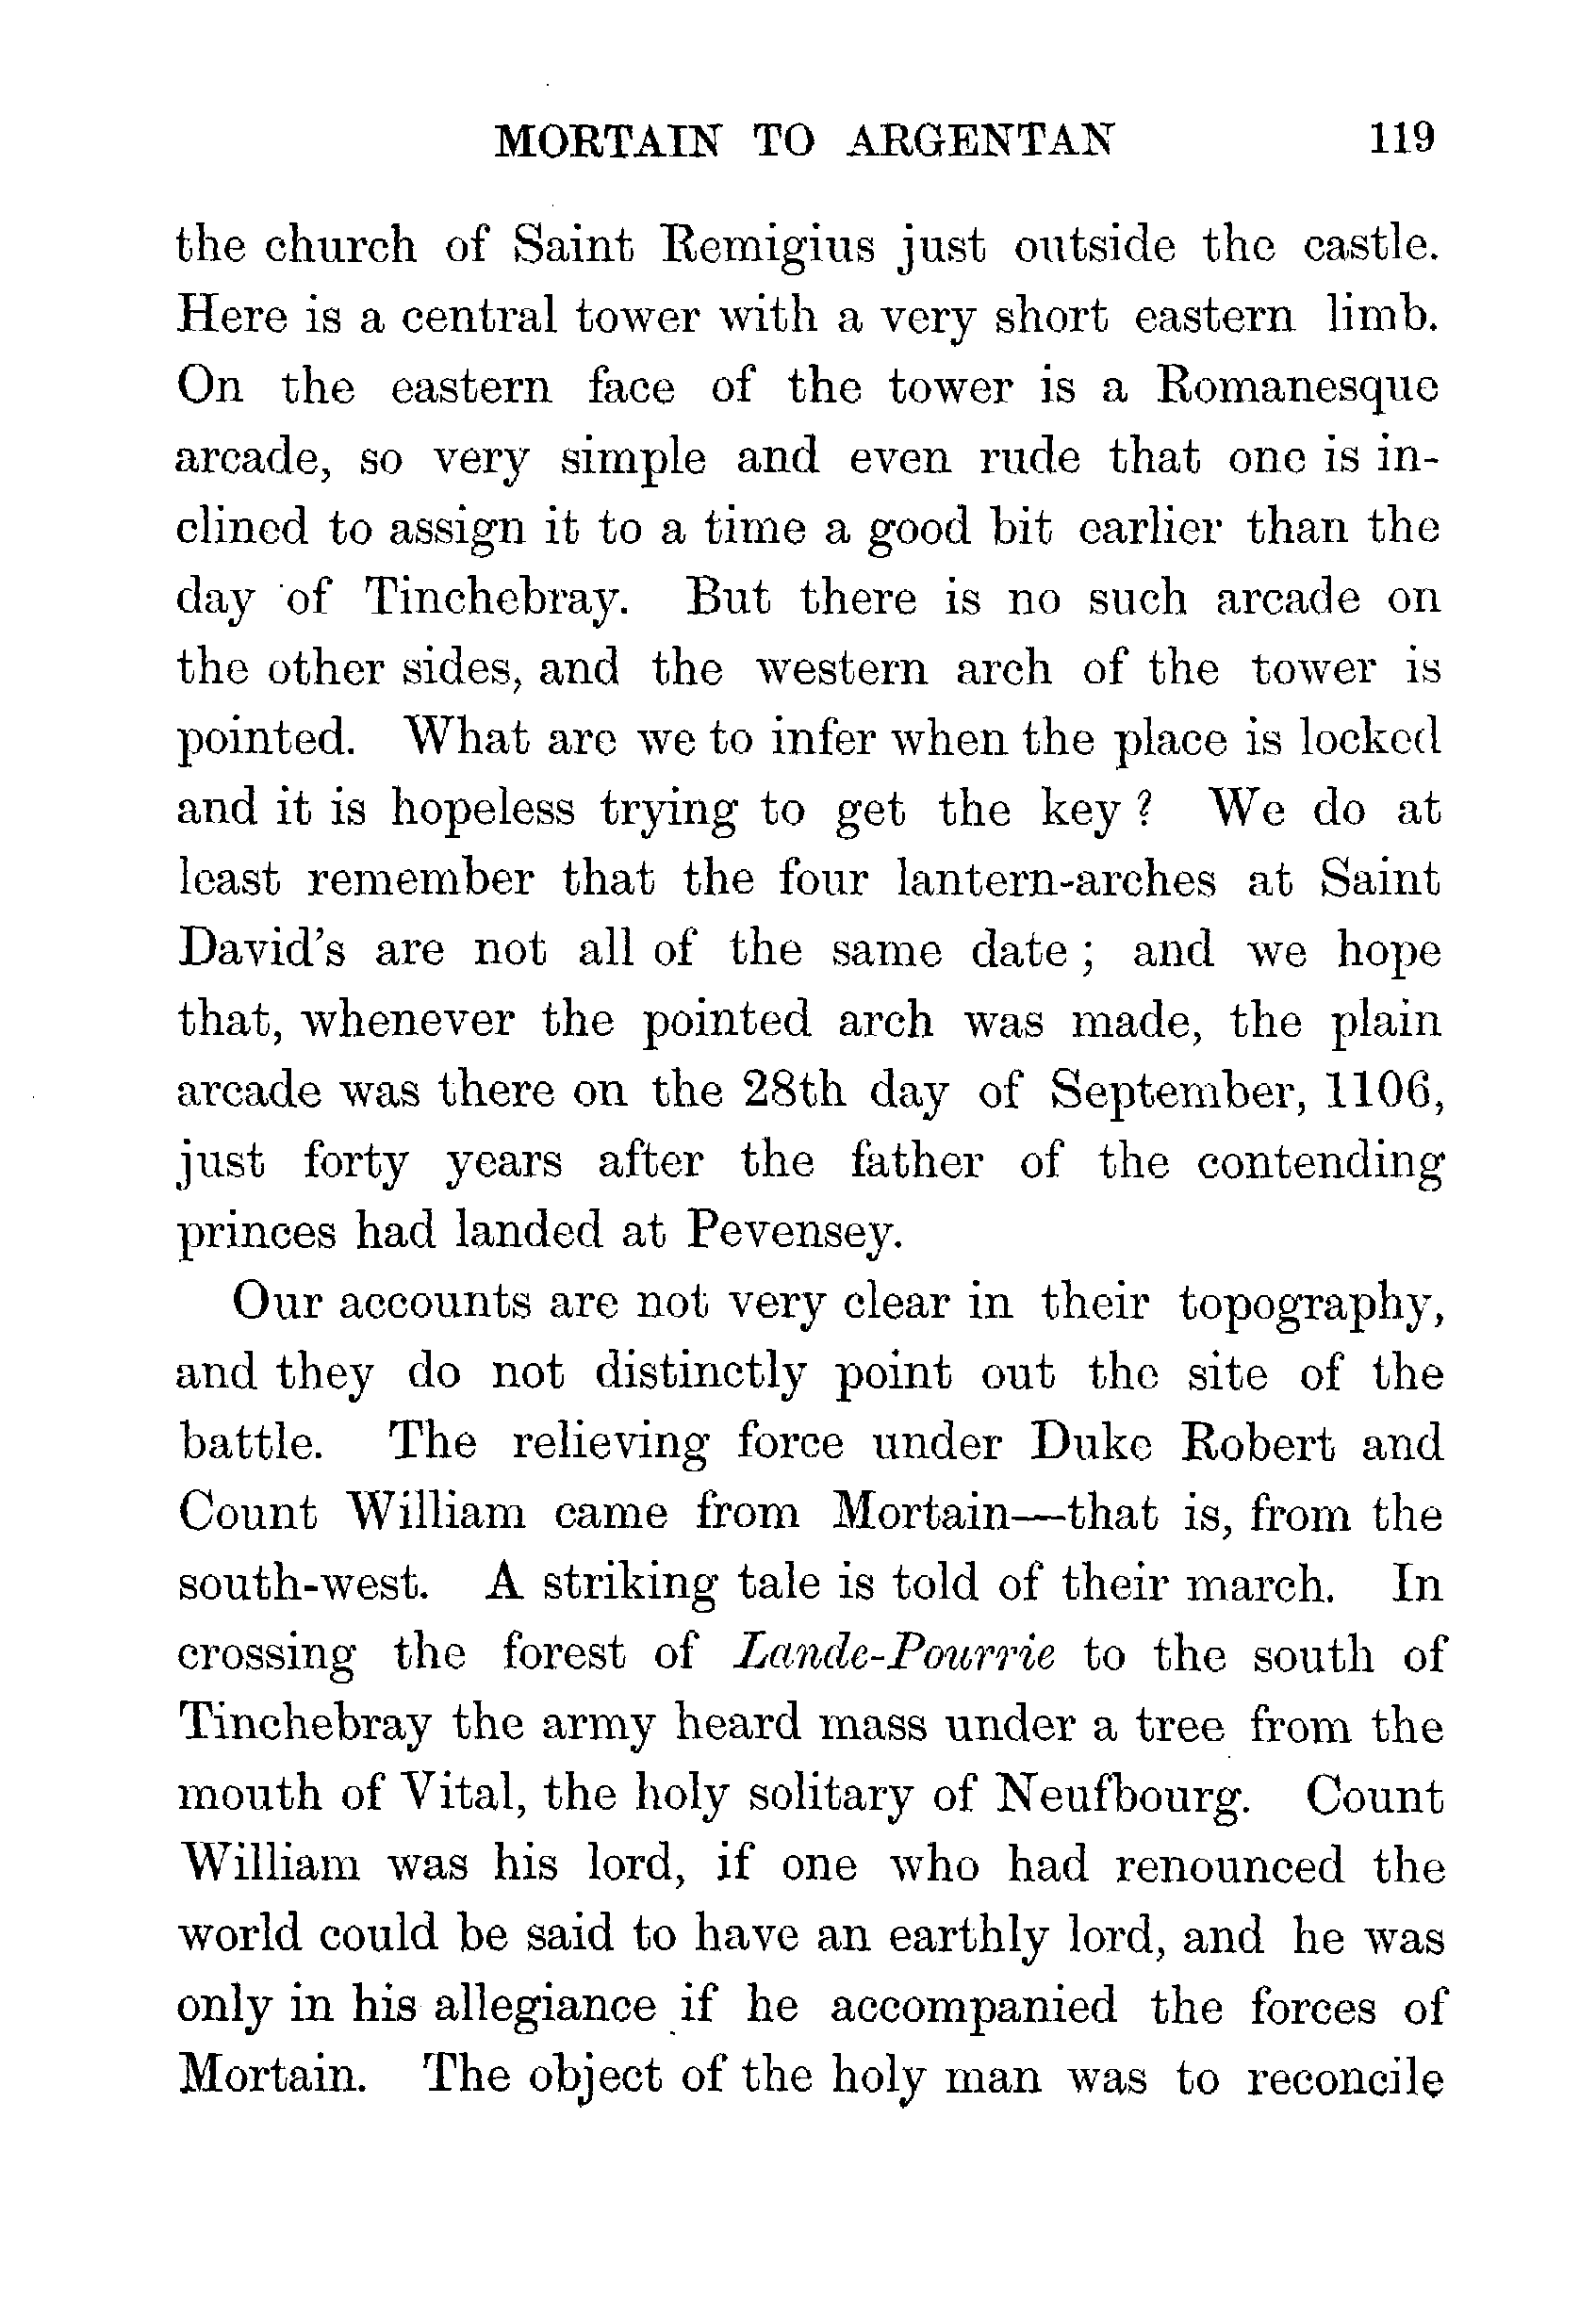 MORTAIN TO ARGENTAN 119
the church of Saint Remigius just outside the castle.
Here is a central tower with a very short eastern limb.
On the eastern face of the tower is a Romanesque
arcade, so very simple and even rude that one is in-
clined to assign it to a time a good bit earlier than the
day of Tinchebray. But there is no such arcade on
the other sides, and the western arch of the tower is
pointed. What are we to infer when the place is locked
and it is hopeless trying to get the key ? We do at
least remember that the four lantern-arches at Saint
David's are not all of the same date ; and we hope
that, whenever the pointed arch was made, the plain
arcade was there on the 28th day of September, 1106,
just forty years after the father of the contending
princes had landed at Pevensey.
Our accounts are not very clear in their topography,
and they do not distinctly point out the site of the
battle. The relieving force under Duke Robert and
Count William came from Mortain—that is, from the
south-west. A striking tale is told of their march. In
crossing the forest of Lande-Pourrie to the south of
Tinchebray the army heard mass under a tree from the
mouth of Vital, the holy solitary of Neufbourg. Count
William was his lord, if one who had renounced the
world could be said to have an earthly lord, and he was
only in his allegiance if he accompanied the forces of
Mortain. The object of the holy man was to reconcile